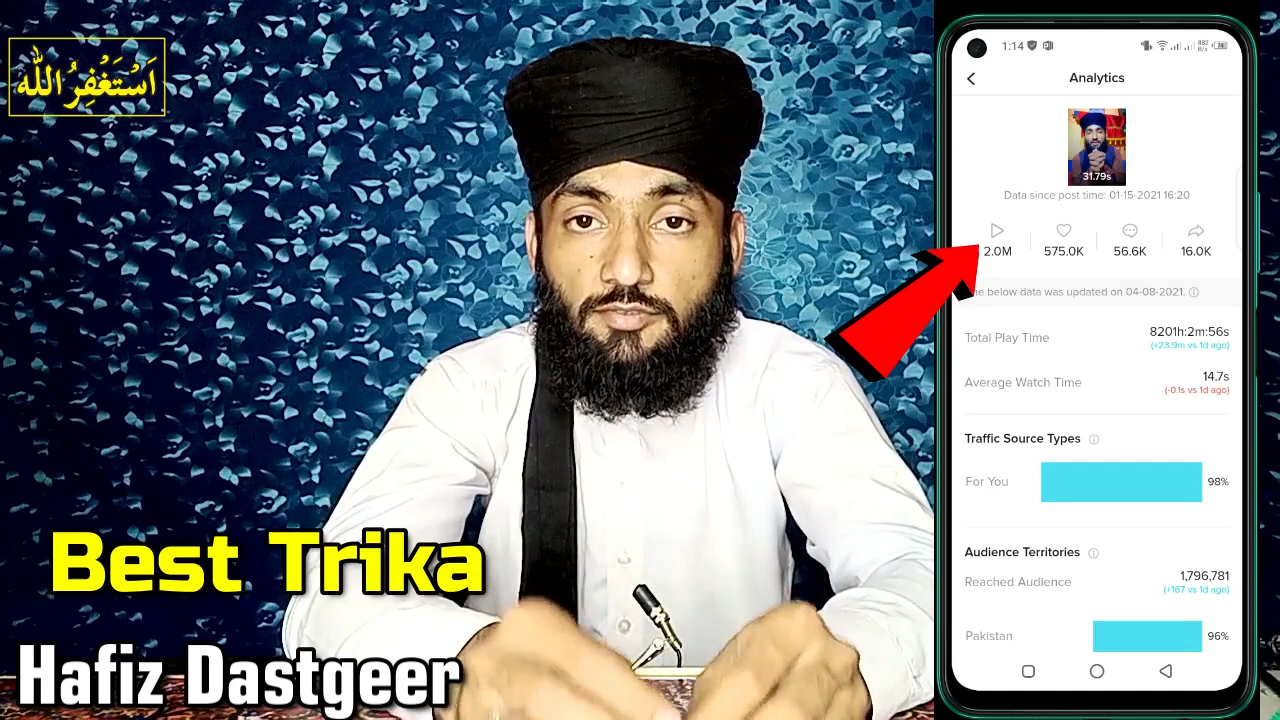 اَسْتَغْفِرُ اللّٰه
Best Trika
Hafiz Dastgeer
1:14
Analytics
31.79s
Data since post time: 01-15-2021 16:20
2.0M 575.0K 56.6K 16.0K
below data was updated on 04-08-2021.
Total Play Time 8201h:2m:56s
(+23.9m vs 1d ago)
Average Watch Time 14.7s
(-0.1s vs 1d ago)
Traffic Source Types
For You 98%
Audience Territories
Reached Audience 1,796,781
(+167 vs 1d ago)
Pakistan 96%